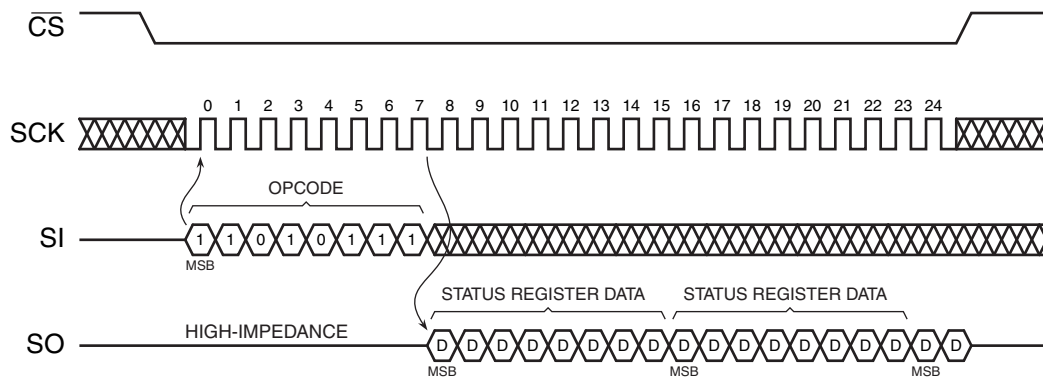 CS
0 1 2 3 4 5 6 7 8 9 10 11 12 13 14 15 16 17 18 19 20 21 22 23 24
SCK
OPCODE
SI 1 1 0 1 0 1 1 1
MSB
STATUS REGISTER DATA STATUS REGISTER DATA
HIGH-IMPEDANCE
SO D D D D D D D D D D D D D D D D D D
MSB MSB MSB